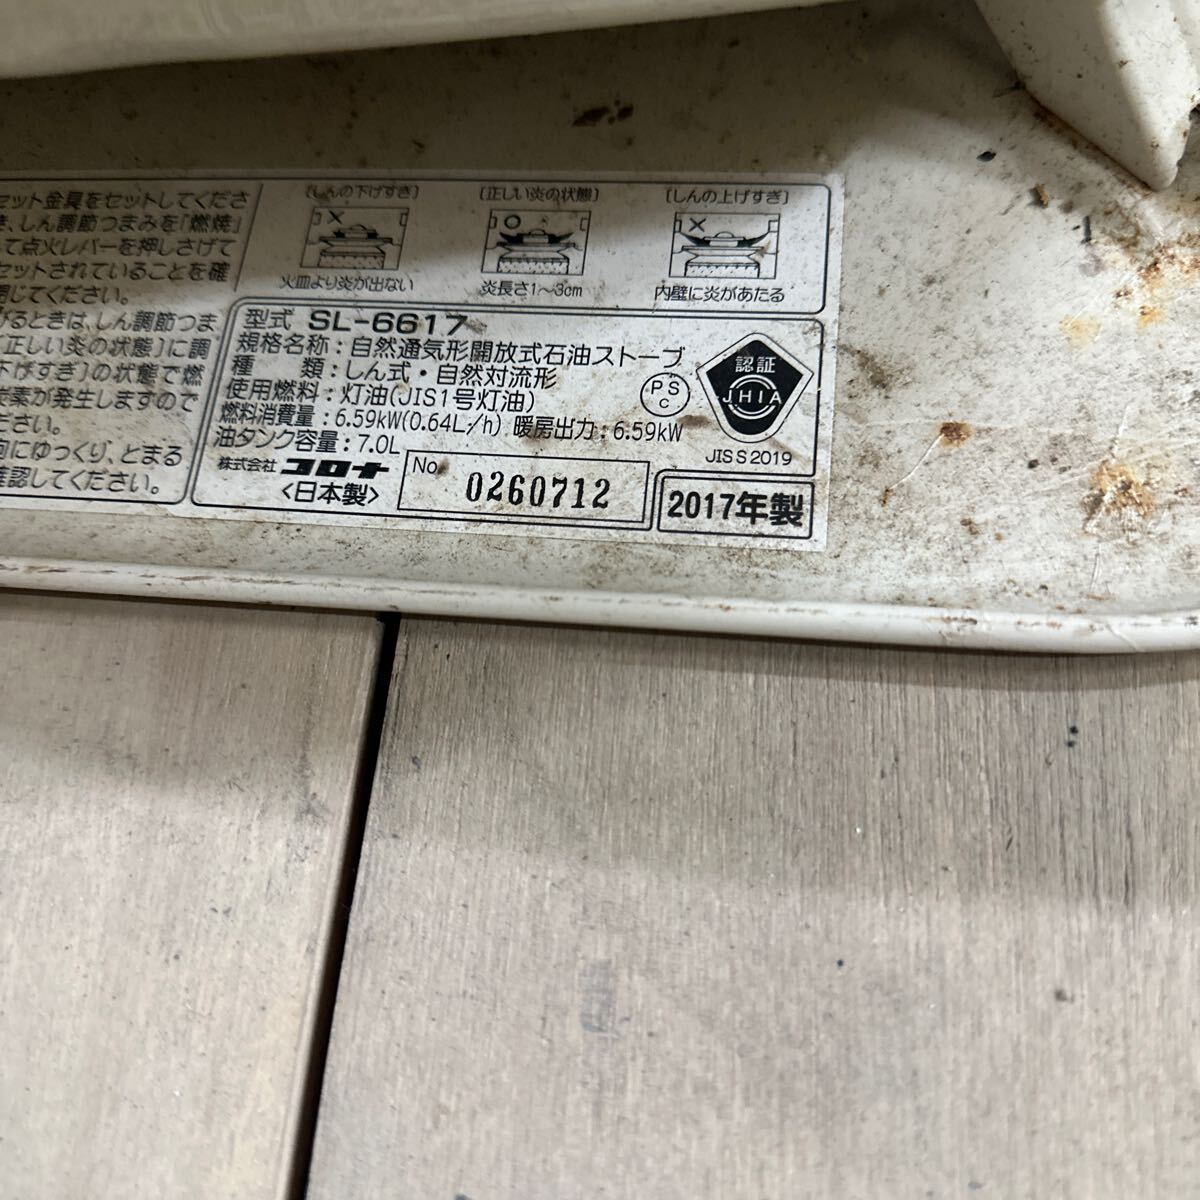 セット金具をセットしてくださ
き、しん調節つまみを「燃焼」
して点火レバーを押しさげて
セットされていることを確
閉じてください。
げるときは、しん調節つま
[正しい炎の状態]に調
下げすぎ]の状態で燃
炭素が発生しますので
ださい。
向にゆっくり、とまる
確認してください。
[しんの下げすぎ]
火皿より炎が出ない
[正しい炎の状態]
炎長さ1~3cm
[しんの上げすぎ]
内壁に炎があたる
型式 SL-6617
規格名称：自然通気形開放式石油ストーブ
種　　類：しん式・自然対流形
使用燃料：灯油(JIS1号灯油)
燃料消費量：6.59kW(0.64L/h) 暖房出力：6.59kW
油タンク容量：7.0L
PS
C
認証
JHIA
JIS S 2019
株式会社 コロナ
〈日本製〉
No. 0260712
2017年製